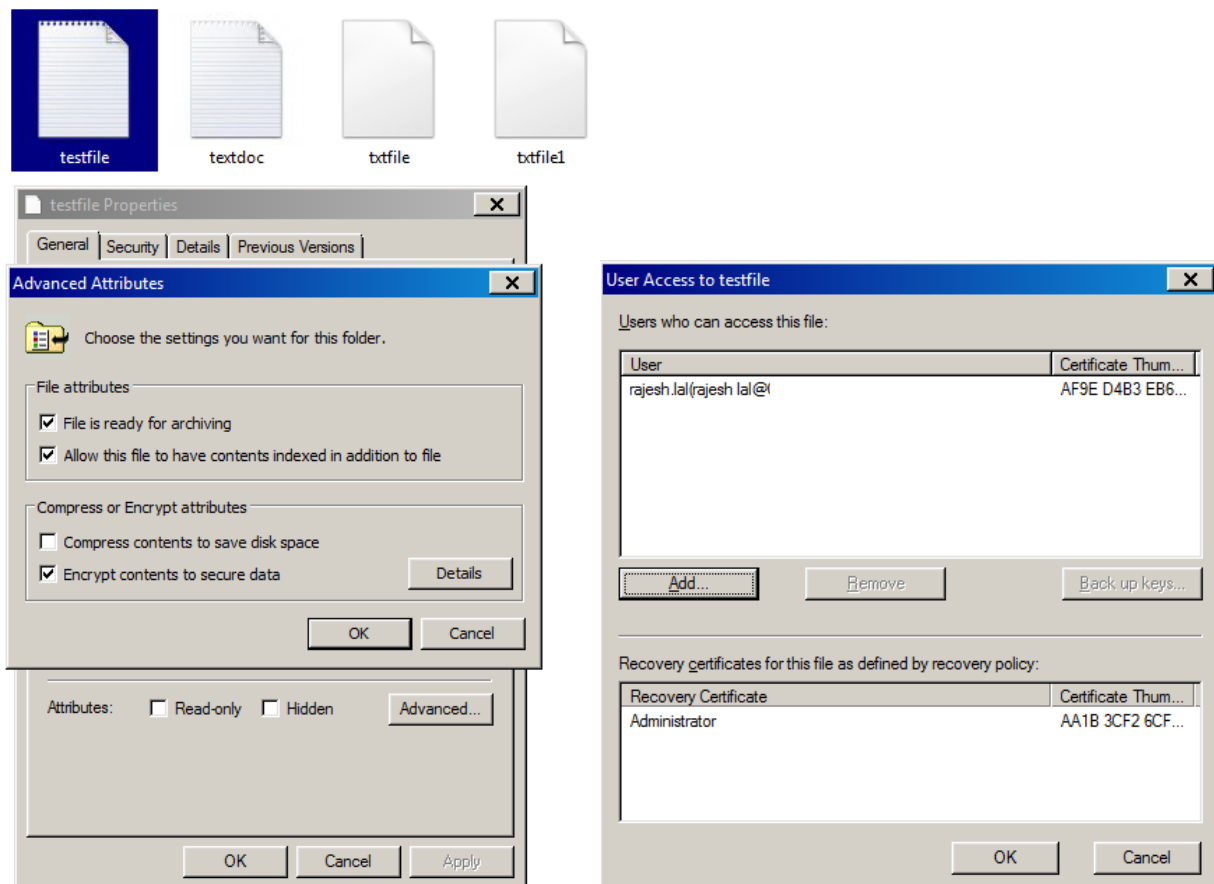 testfile textdoc txtfile txtfile1
testfile Properties
General Security Details Previous Versions
Advanced Attributes
Choose the settings you want for this folder.
File attributes
File is ready for archiving
Allow this file to have contents indexed in addition to file
Compress or Encrypt attributes
Compress contents to save disk space
Encrypt contents to secure data Details
OK Cancel
Attributes: Read-only Hidden Advanced...
OK Cancel Apply
User Access to testfile
Users who can access this file:
User Certificate Thum...
rajesh.lal(rajesh lal@ AF9E D4B3 EB6...
Add... Remove Back up keys...
Recovery certificates for this file as defined by recovery policy:
Recovery Certificate Certificate Thum...
Administrator AA1B 3CF2 6CF...
OK Cancel